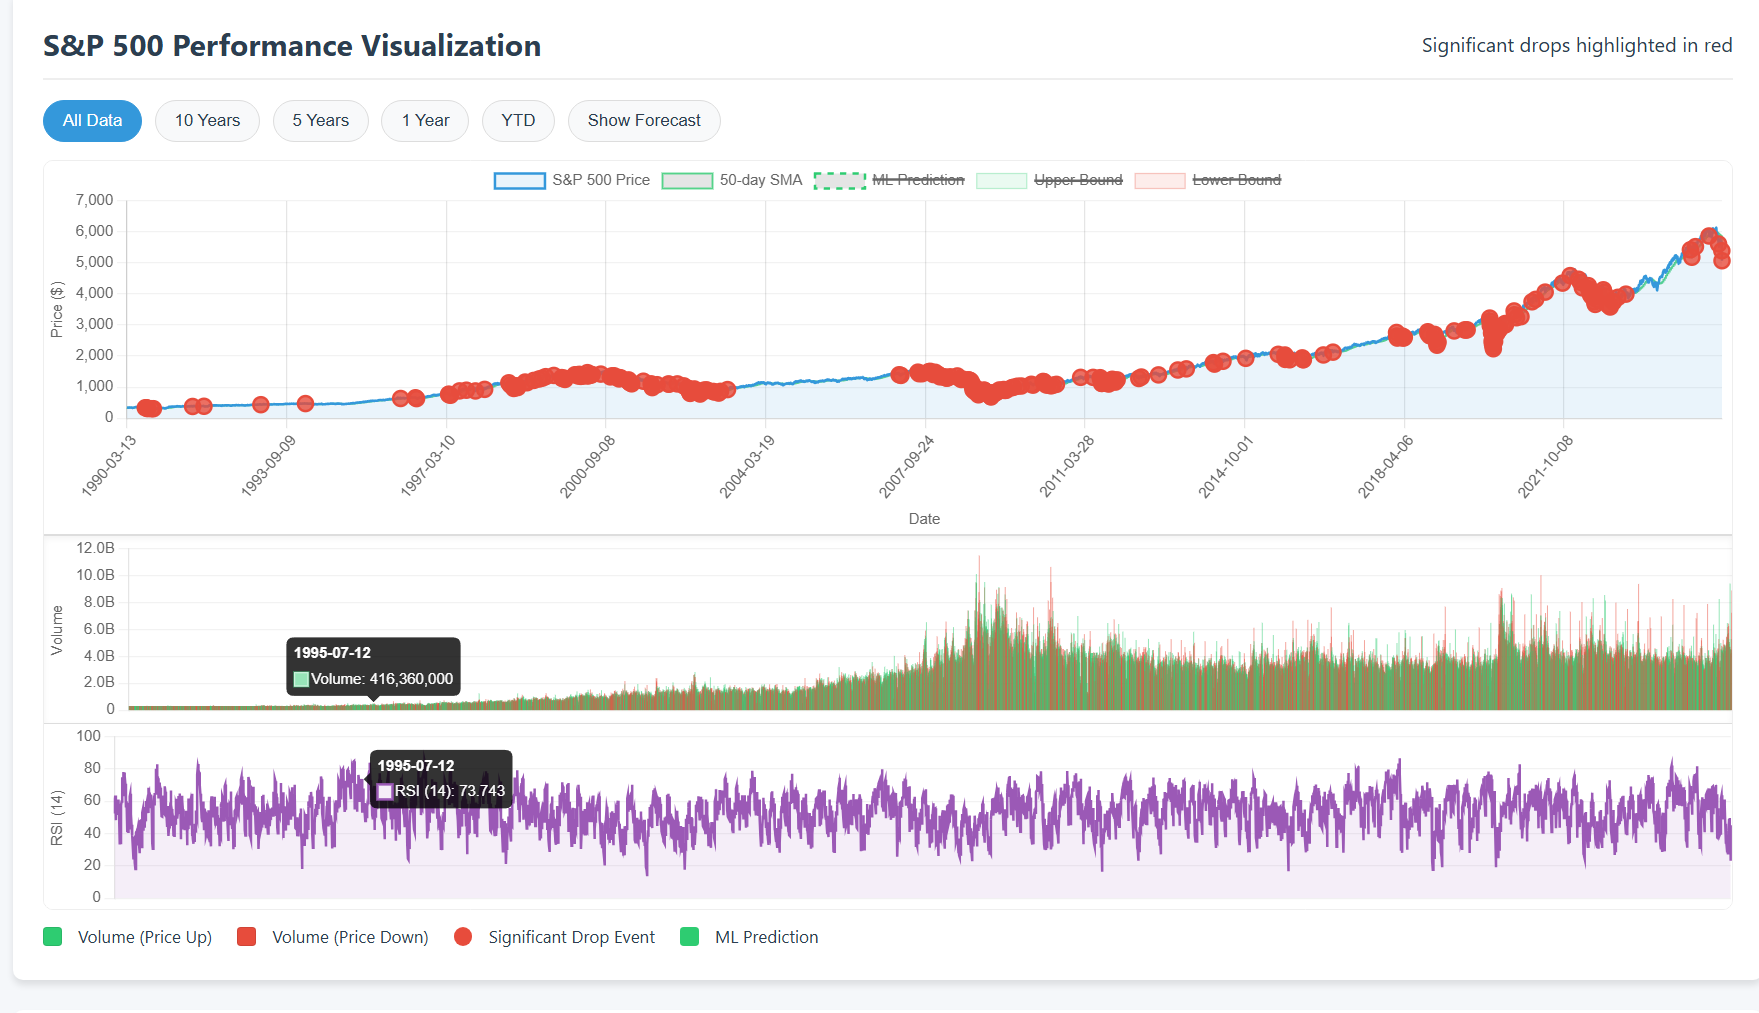 S&P 500 Performance Visualization
Significant drops highlighted in red
All Data
10 Years
5 Years
1 Year
YTD
Show Forecast
S&P 500 Price
50-day SMA
ML Prediction
Upper Bound
Lower Bound
Price ($)
7,000
6,000
5,000
4,000
3,000
2,000
1,000
0
1990-03-13
1993-09-09
1997-03-10
2000-09-08
2004-03-19
2007-09-24
2011-03-28
2014-10-01
2018-04-06
2021-10-08
Date
Volume
12.0B
10.0B
8.0B
6.0B
4.0B
2.0B
0
1995-07-12
Volume: 416,360,000
RSI (14)
100
80
60
40
20
0
1995-07-12
RSI (14): 73.743
Volume (Price Up)
Volume (Price Down)
Significant Drop Event
ML Prediction